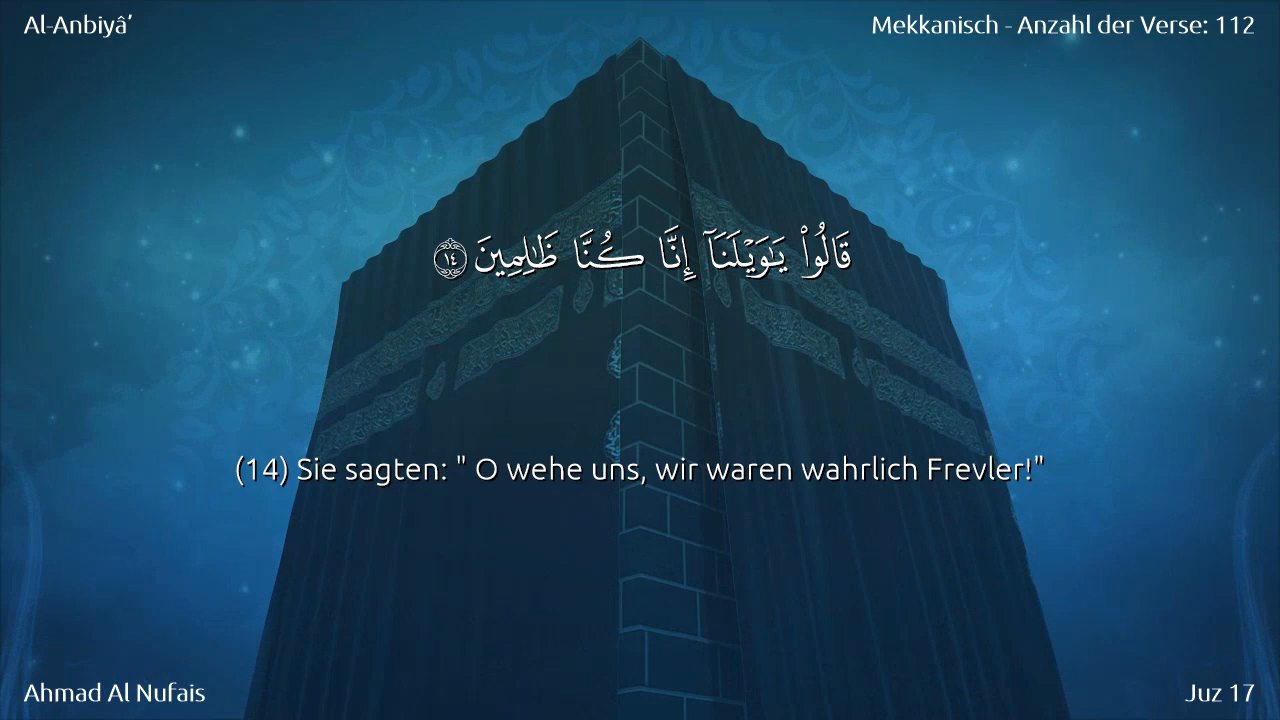 Al-Anbiyâ’
Mekkanisch - Anzahl der Verse: 112
قَالُوا۟ يَـٰوَيْلَنَآ إِنَّا كُنَّا ظَـٰلِمِينَ ١٤
(14) Sie sagten: " O wehe uns, wir waren wahrlich Frevler!"
Ahmad Al Nufais
Juz 17